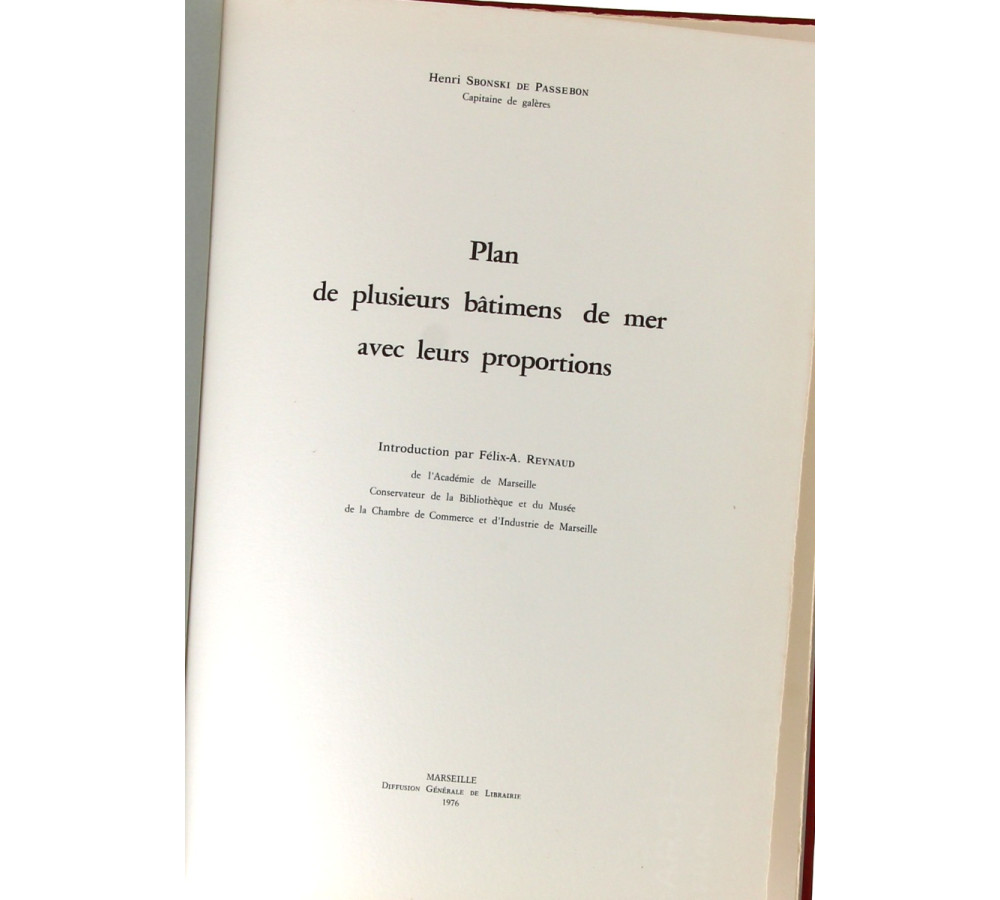 Henri SBONSKI DE PASSEBON
Capitaine de galères
Plan
de plusieurs bâtimens de mer
avec leurs proportions
Introduction par Félix-A. REYNAUD
de l'Académie de Marseille
Conservateur de la Bibliothèque et du Musée
de la Chambre de Commerce et d'Industrie de Marseille
MARSEILLE
DIFFUSION GÉNÉRALE DE LIBRAIRIE
1976